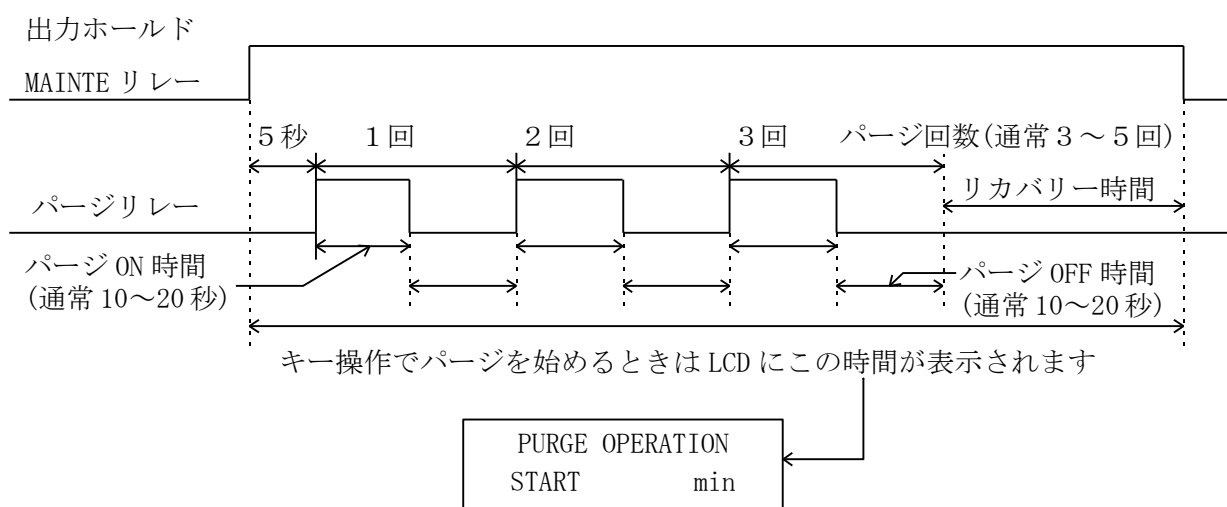 出力ホールド
MAINTE リレー
5秒
1回
2回
3回
パージ回数(通常3~5回)
リカバリー時間
パージリレー
パージ ON 時間
(通常 10~20 秒)
パージ OFF 時間
(通常 10~20 秒)
キー操作でパージを始めるときは LCD にこの時間が表示されます
PURGE OPERATION
START min